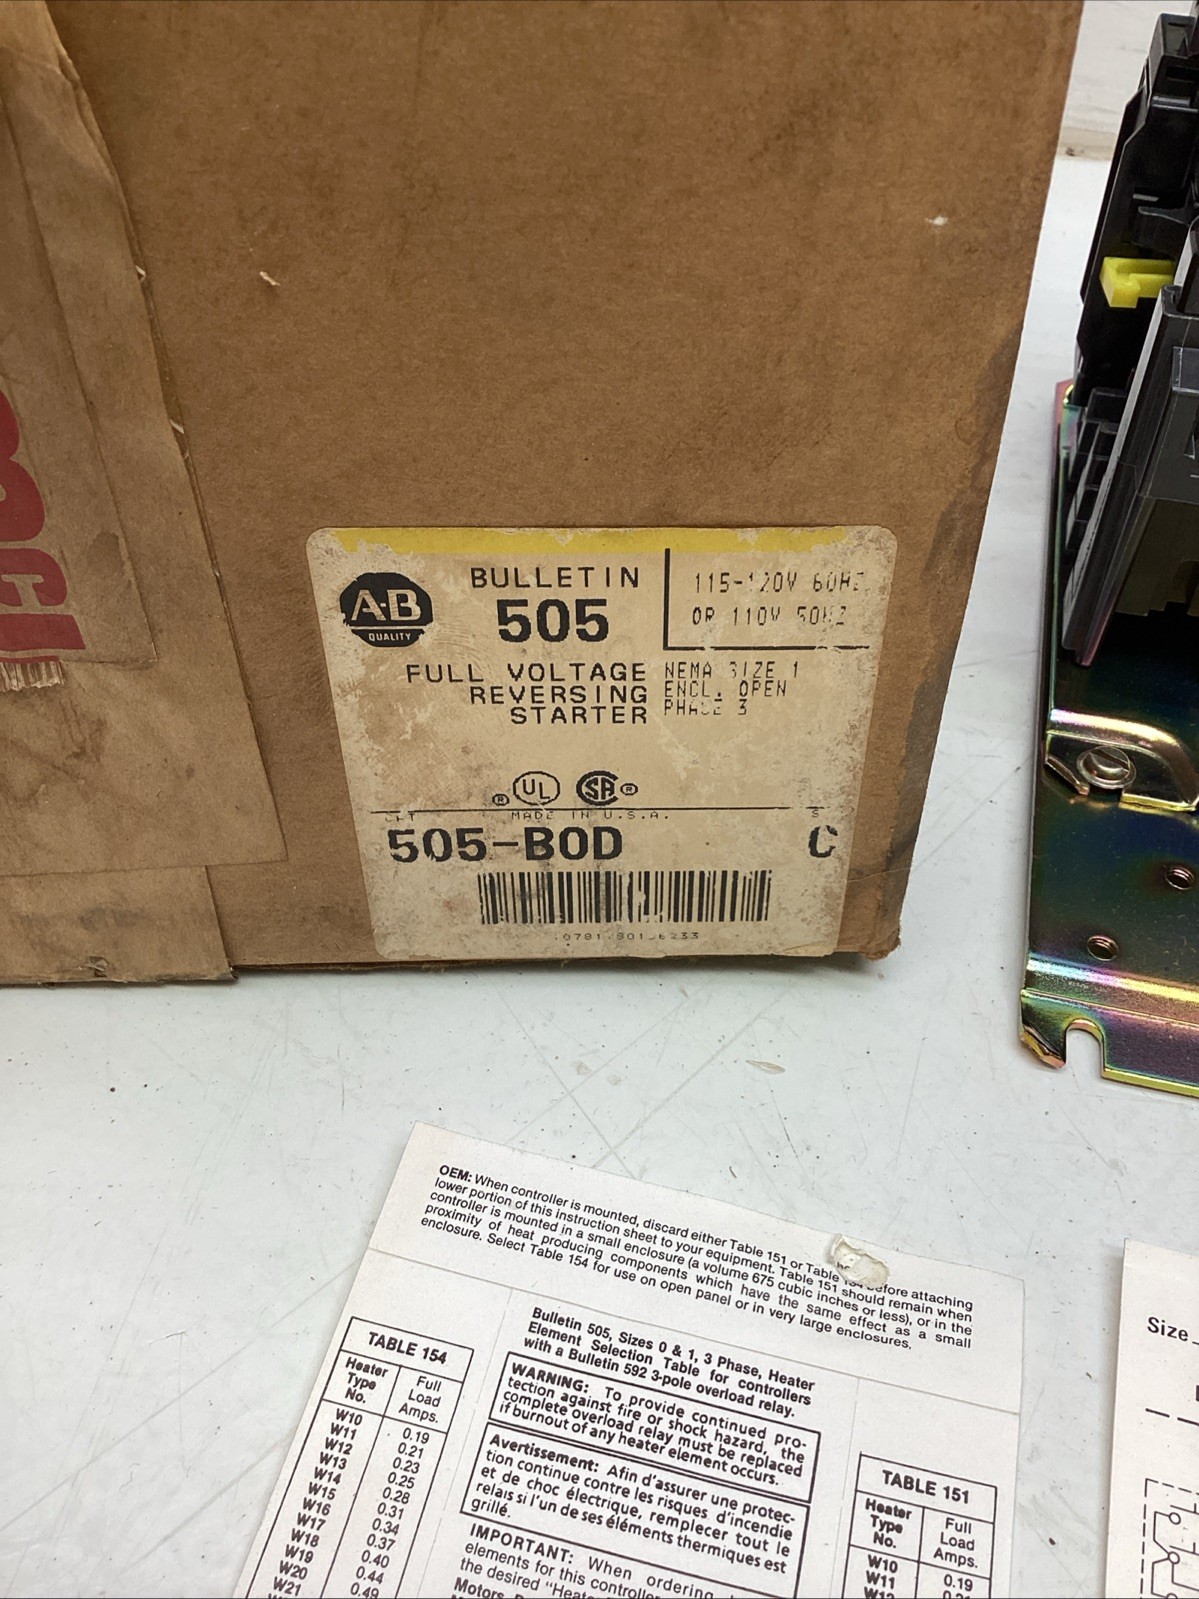 A-B
QUALITY
BULLETIN
505
115-120V 60HZ
OR 110V 50HZ
FULL VOLTAGE
REVERSING
STARTER
NEMA SIZE 1
ENCL. OPEN
PHASE 3
® UL SA ®
MADE IN U.S.A.
CAT S
505-BOD C
OEM: When controller is mounted, discard either Table 151 or Table 154 before attaching
lower portion of this instruction sheet to your equipment. Table 151 should remain when
controller is mounted in a small enclosure (a volume 675 cubic inches or less), or in the
proximity of heat producing components which have the same effect as a small
enclosure. Select Table 154 for use on open panel or in very large enclosures.
Bulletin 505, Sizes 0 & 1, 3 Phase, Heater
Element Selection Table for controllers
with a Bulletin 592 3-pole overload relay.
WARNING: To provide continued pro-
tection against fire or shock hazard, the
complete overload relay must be replaced
if burnout of any heater element occurs.
Avertissement: Afin d'assurer une protec-
tion continue contre les risques d'incendie
et de choc électrique, remplecer tout le
relais si l'un de ses éléments thermiques est
grillé.
IMPORTANT: When ordering
elements for this controller
the desired "Heater
Motors
TABLE 154
Heater Type No. Full Load Amps.
W10 0.19
W11 0.21
W12 0.23
W13 0.25
W14 0.28
W15 0.31
W16 0.34
W17 0.37
W18 0.40
W19 0.44
W20 0.49
W21
TABLE 151
Heater Type No. Full Load Amps.
W10 0.19
W11 0.21
W12
Size